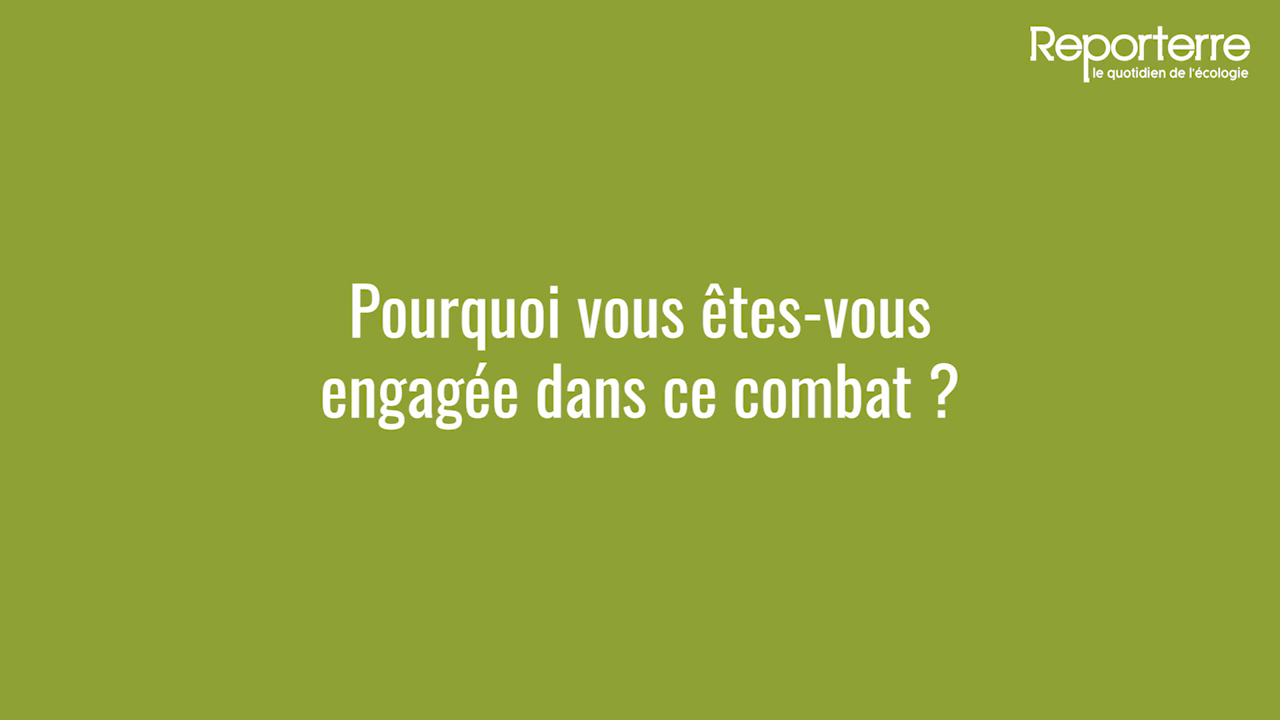 Reporterre
le quotidien de l'écologie
Pourquoi vous êtes-vous
engagée dans ce combat ?